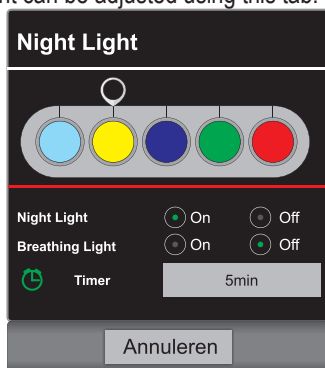 nt can be adjusted using this tab.
Night Light
Night Light On Off
Breathing Light On Off
Timer 5min
Annuleren